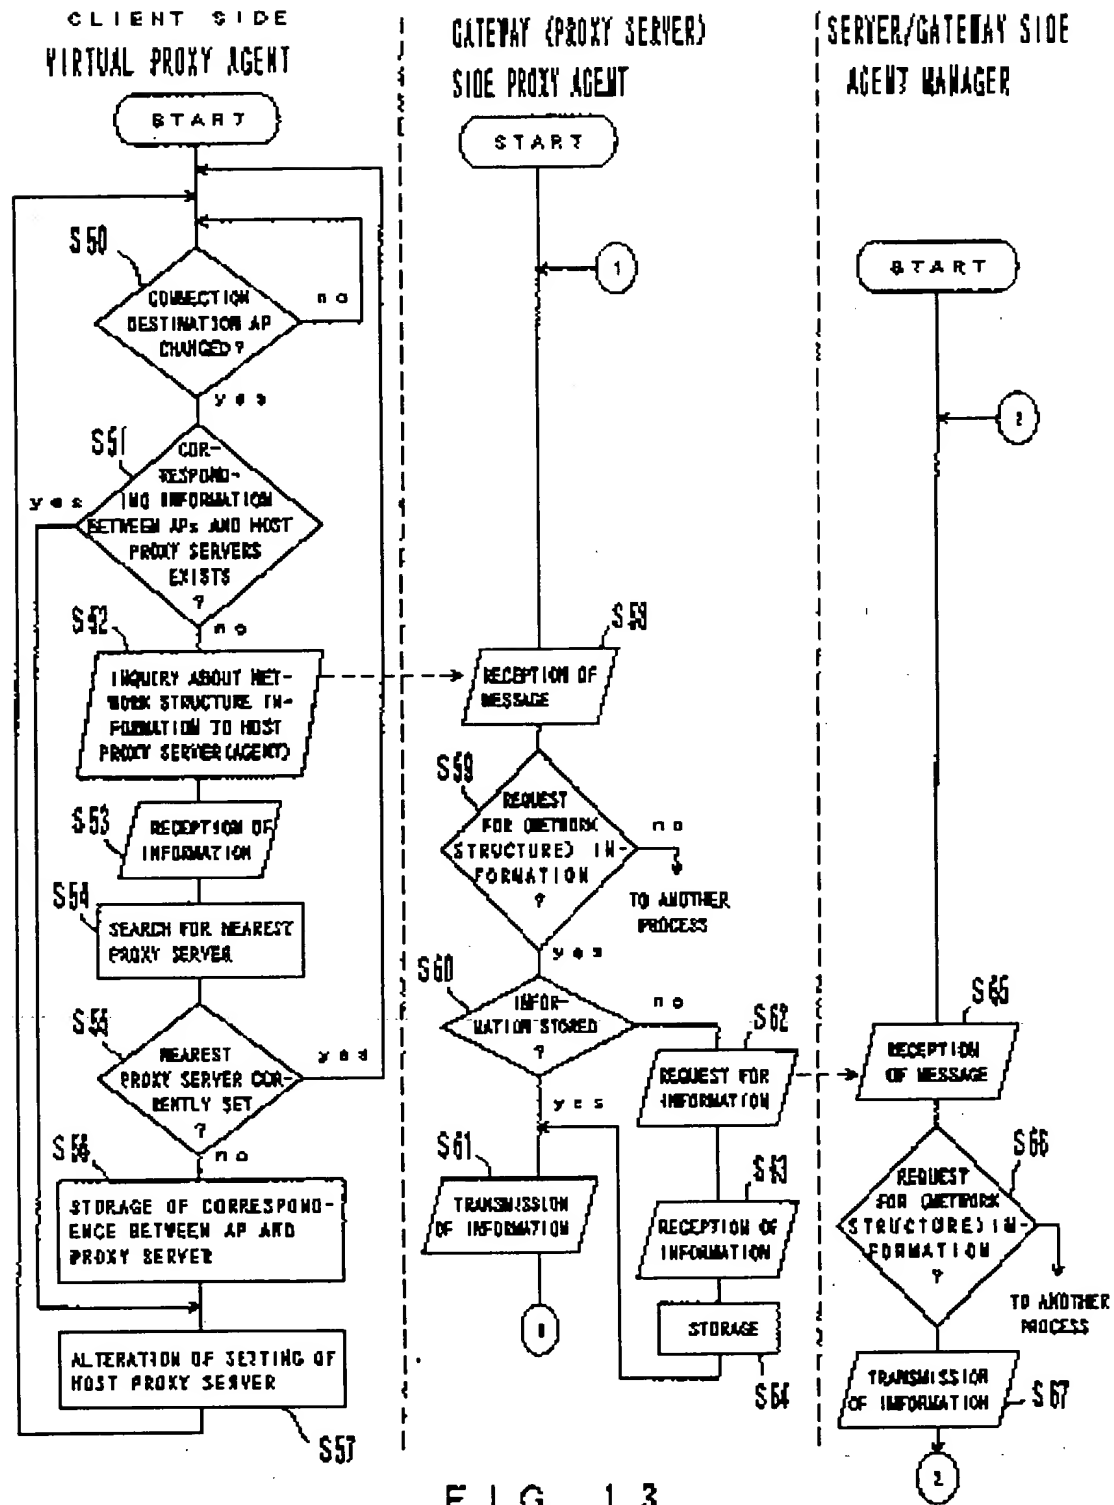 CLIENT SIDE
VIRTUAL PROXY AGENT
START
S50
CONNECTION
DESTINATION AP
CHANGED?
no
yes
S51
COR-
RESPOND-
ING INFORMATION
BETWEEN APs AND HOST
PROXY SERVERS
EXISTS
?
yes
no
S52
INQUIRY ABOUT NET-
WORK STRUCTURE IN-
FORMATION TO HOST
PROXY SERVER(AGENT)
S53
RECEPTION OF
INFORMATION
S54
SEARCH FOR NEAREST
PROXY SERVER
S55
NEAREST
PROXY SERVER CUR-
RENTLY SET
?
yes
no
S56
STORAGE OF CORRESPOND-
ENCE BETWEEN AP AND
PROXY SERVER
ALTERATION OF SETTING OF
HOST PROXY SERVER
S57
GATEWAY (PROXY SERVER)
SIDE PROXY AGENT
START
1
S58
RECEPTION OF
MESSAGE
S59
REQUEST
FOR (NETWORK
STRUCTURE) IN-
FORMATION
?
no
TO ANOTHER
PROCESS
yes
S60
INFOR-
MATION STORED
?
no
yes
S62
REQUEST FOR
INFORMATION
S61
TRANSMISSION
OF INFORMATION
S63
RECEPTION OF
INFORMATION
STORAGE
S64
1
SERVER/GATEWAY SIDE
AGENT MANAGER
START
2
S65
RECEPTION
OF MESSAGE
S66
REQUEST
FOR (NETWORK
STRUCTURE) IN-
FORMATION
?
TO ANOTHER
PROCESS
TRANSMISSION
OF INFORMATION
S67
2
FIG. 13